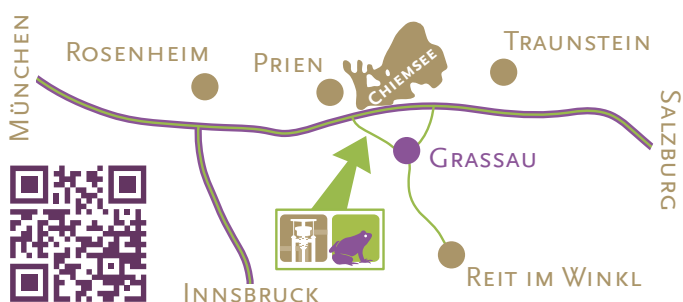 MÜNCHEN
ROSENHEIM
PRIEN
CHIEMSEE
TRAUNSTEIN
SALZBURG
GRASSAU
REIT IM WINKL
INNSBRUCK